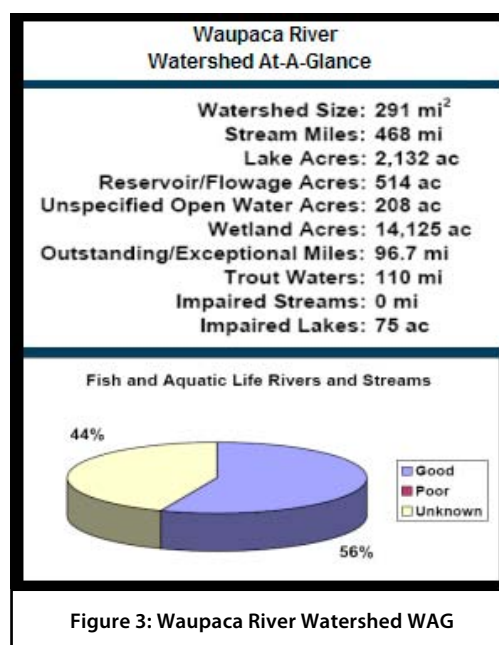 Waupaca River
Watershed At-A-Glance
Watershed Size: 291 mi²
Stream Miles: 468 mi
Lake Acres: 2,132 ac
Reservoir/Flowage Acres: 514 ac
Unspecified Open Water Acres: 208 ac
Wetland Acres: 14,125 ac
Outstanding/Exceptional Miles: 96.7 mi
Trout Waters: 110 mi
Impaired Streams: 0 mi
Impaired Lakes: 75 ac
Fish and Aquatic Life Rivers and Streams
44%
Good
Poor
Unknown
56%
Figure 3: Waupaca River Watershed WAG